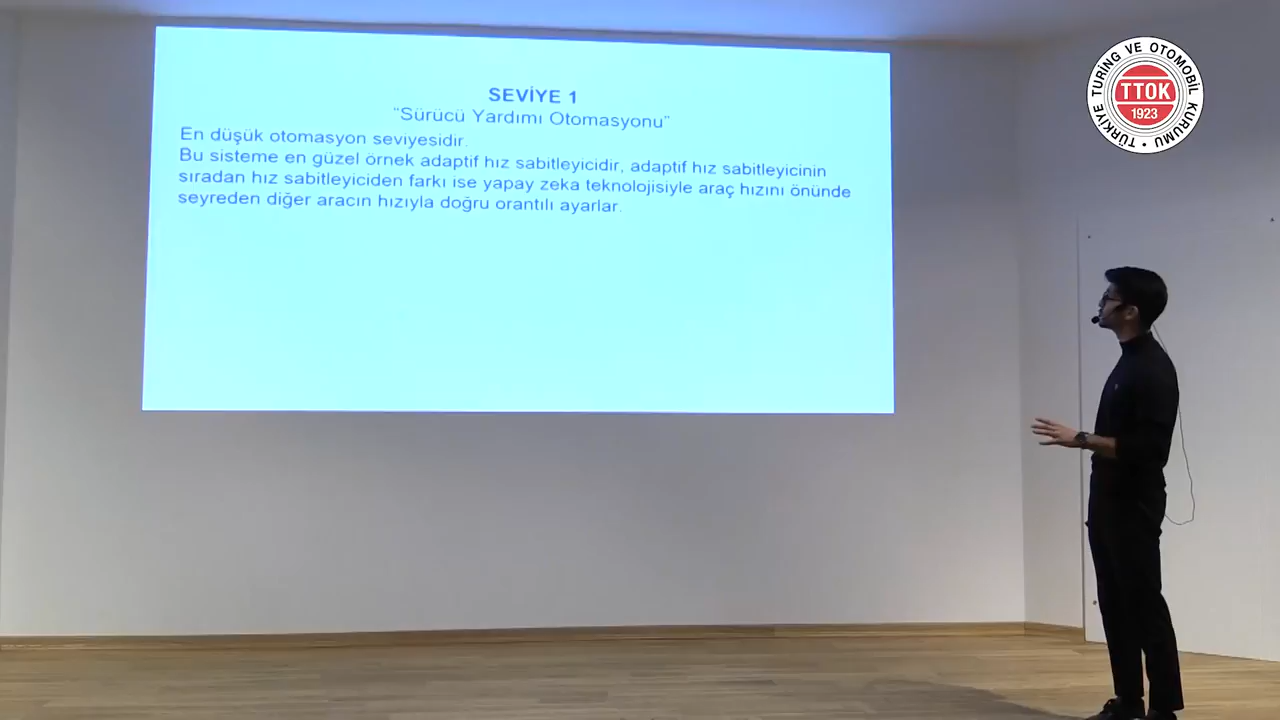 SEVİYE 1
“Sürücü Yardımı Otomasyonu”
En düşük otomasyon seviyesidir.
Bu sisteme en güzel örnek adaptif hız sabitleyicidir, adaptif hız sabitleyicinin
sıradan hız sabitleyiciden farkı ise yapay zeka teknolojisiyle araç hızını önünde
seyreden diğer aracın hızıyla doğru orantılı ayarlar.
TÜRKİYE TURİNG VE OTOMOBİL KURUMU •
TTOK
1923